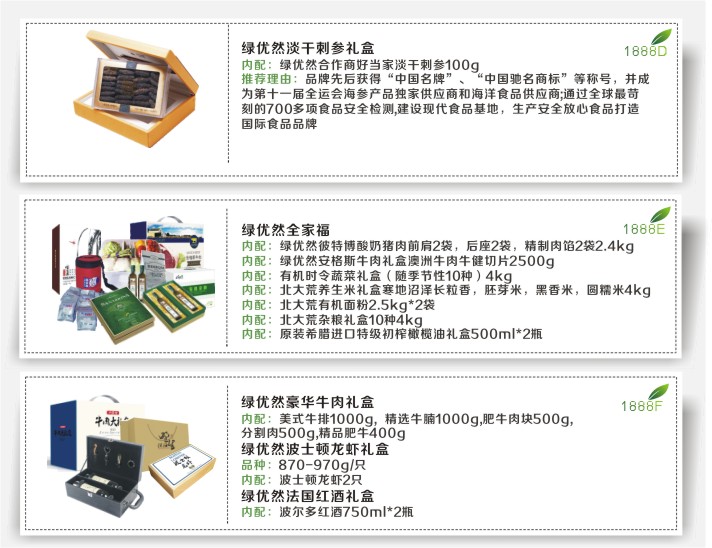 绿优然淡干刺参礼盒
1888D
内配：绿优然合作商好当家淡干刺参100g
推荐理由：品牌先后获得“中国名牌”、“中国驰名商标”等称号，并成
为第十一届全运会海参产品独家供应商和海洋食品供应商;通过全球最苛
刻的700多项食品安全检测,建设现代食品基地，生产安全放心食品打造
国际食品品牌
绿优然全家福
1888E
内配：绿优然彼特博酸奶猪肉前肩2袋，后座2袋，精制肉馅2袋2.4kg
内配：绿优然安格斯牛肉礼盒澳洲牛肉牛健切片2500g
内配：有机时令蔬菜礼盒（随季节性10种）4kg
内配：北大荒养生米礼盒寒地沼泽长粒香，胚芽米，黑香米，圆糯米4kg
内配：北大荒有机面粉2.5kg*2袋
内配：北大荒杂粮礼盒10种4kg
内配：原装希腊进口特级初榨橄榄油礼盒500ml*2瓶
绿优然豪华牛肉礼盒
1888F
内配：美式牛排1000g，精选牛腩1000g,肥牛肉块500g,
分割肉500g,精品肥牛400g
绿优然波士顿龙虾礼盒
品种：870-970g/只
内配：波士顿龙虾2只
绿优然法国红酒礼盒
内配：波尔多红酒750ml*2瓶